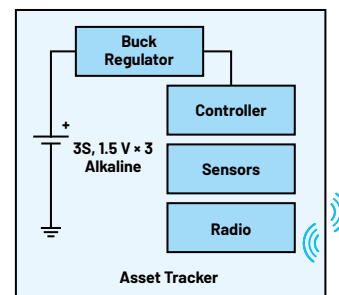 Buck
Regulator
Controller
+
3S, 1.5 V × 3
Alkaline
Sensors
Radio
Asset Tracker